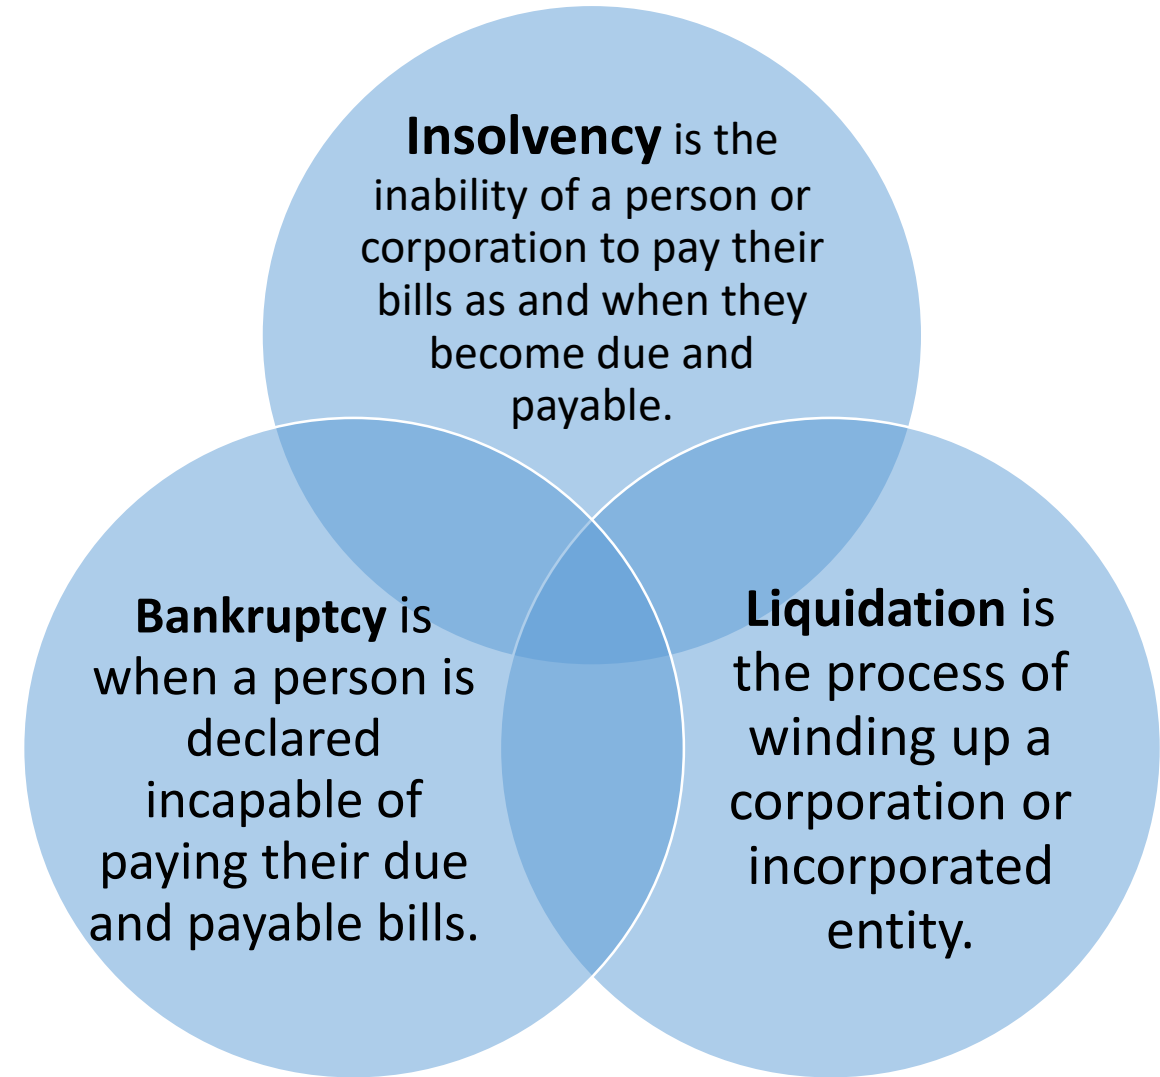 Insolvency is the
inability of a person or
corporation to pay their
bills as and when they
become due and
payable.
Bankruptcy is
when a person is
declared
incapable of
paying their due
and payable bills.
Liquidation is
the process of
winding up a
corporation or
incorporated
entity.